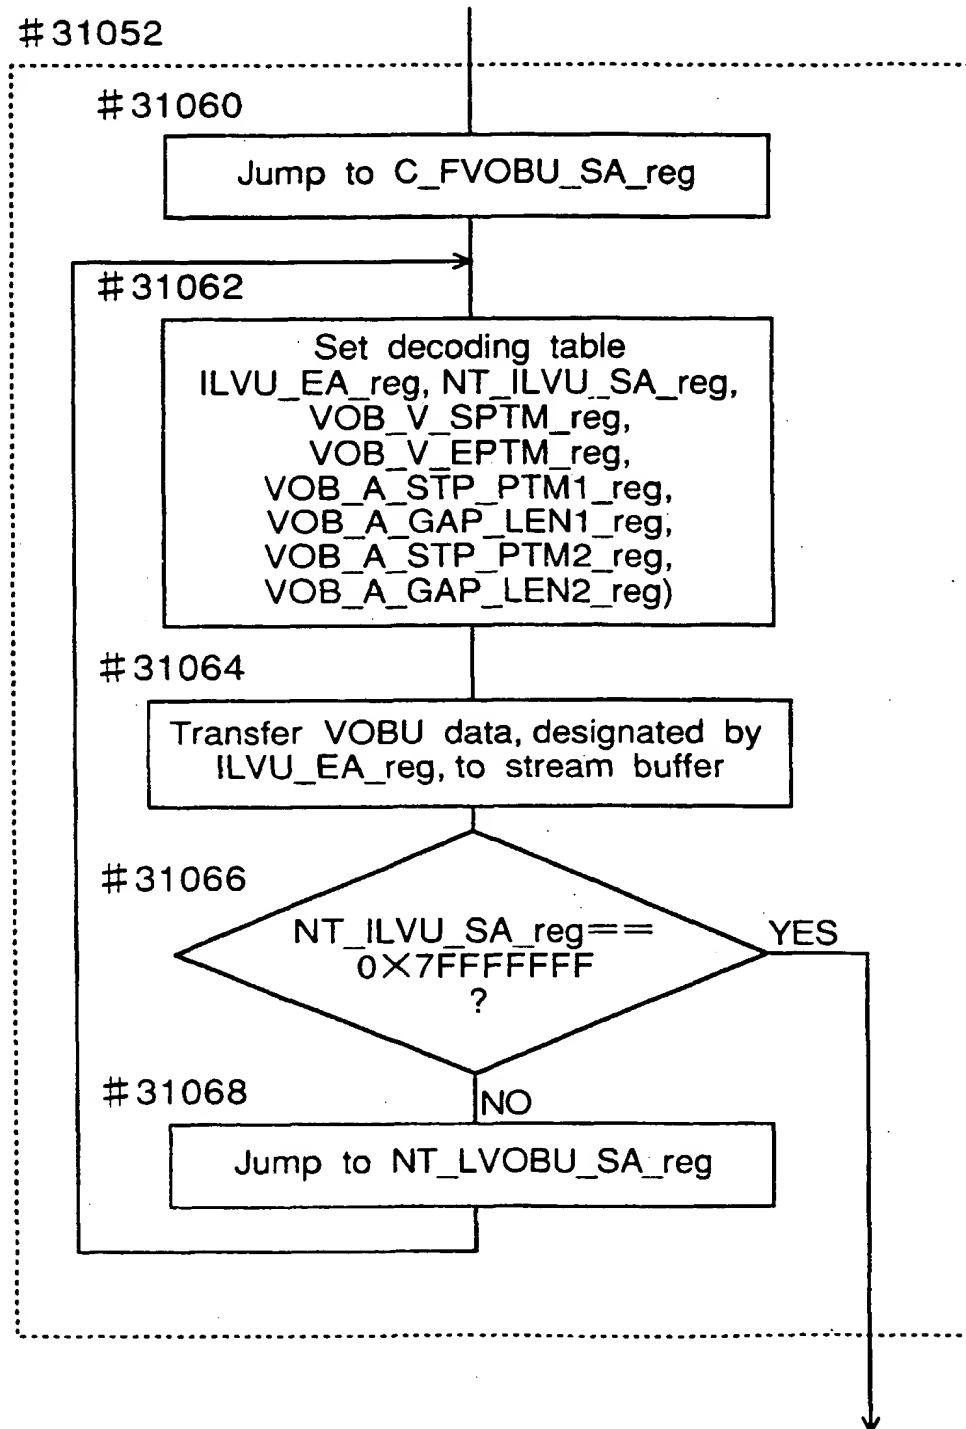 #31052
#31060
Jump to C_FVOBU_SA_reg
#31062
Set decoding table
ILVU_EA_reg, NT_ILVU_SA_reg,
VOB_V_SPTM_reg,
VOB_V_EPTM_reg,
VOB_A_STP_PTM1_reg,
VOB_A_GAP_LEN1_reg,
VOB_A_STP_PTM2_reg,
VOB_A_GAP_LEN2_reg)
#31064
Transfer VOBU data, designated by
ILVU_EA_reg, to stream buffer
#31066
NT_ILVU_SA_reg==
0×7FFFFFFF
?
YES
NO
#31068
Jump to NT_LVOBU_SA_reg